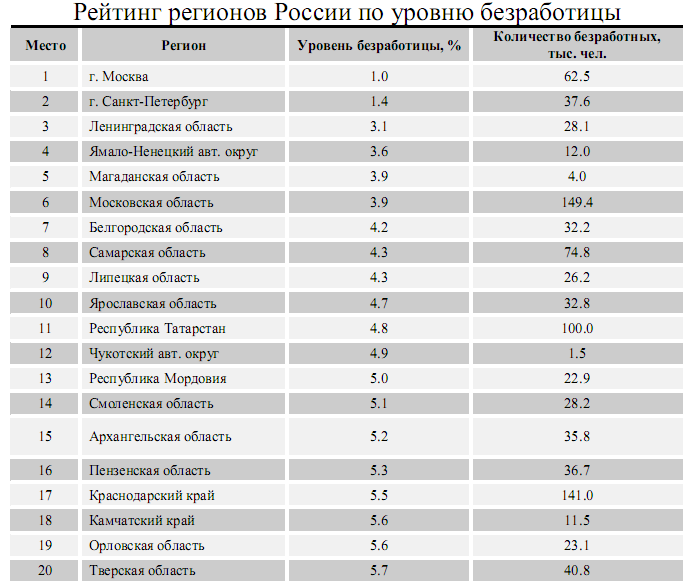 Рейтинг регионов России по уровню безработицы
Место Регион Уровень безработицы, % Количество безработных, тыс. чел.
1 г. Москва 1.0 62.5
2 г. Санкт-Петербург 1.4 37.6
3 Ленинградская область 3.1 28.1
4 Ямало-Ненецкий авт. округ 3.6 12.0
5 Магаданская область 3.9 4.0
6 Московская область 3.9 149.4
7 Белгородская область 4.2 32.2
8 Самарская область 4.3 74.8
9 Липецкая область 4.3 26.2
10 Ярославская область 4.7 32.8
11 Республика Татарстан 4.8 100.0
12 Чукотский авт. округ 4.9 1.5
13 Республика Мордовия 5.0 22.9
14 Смоленская область 5.1 28.2
15 Архангельская область 5.2 35.8
16 Пензенская область 5.3 36.7
17 Краснодарский край 5.5 141.0
18 Камчатский край 5.6 11.5
19 Орловская область 5.6 23.1
20 Тверская область 5.7 40.8